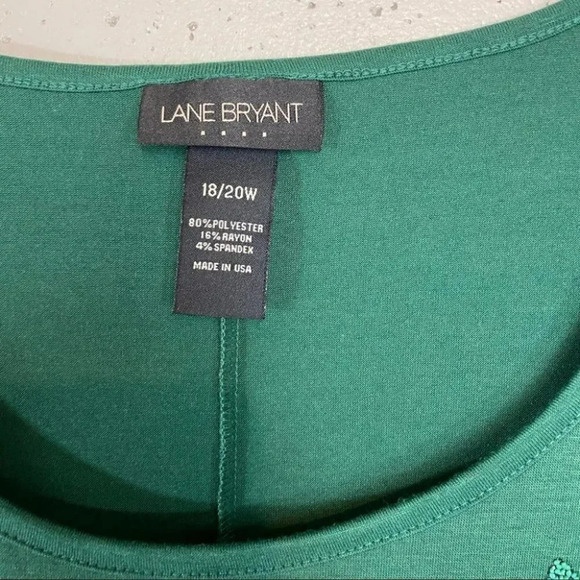 LANE BRYANT
18/20W
80% POLYESTER
16% RAYON
4% SPANDEX
MADE IN USA